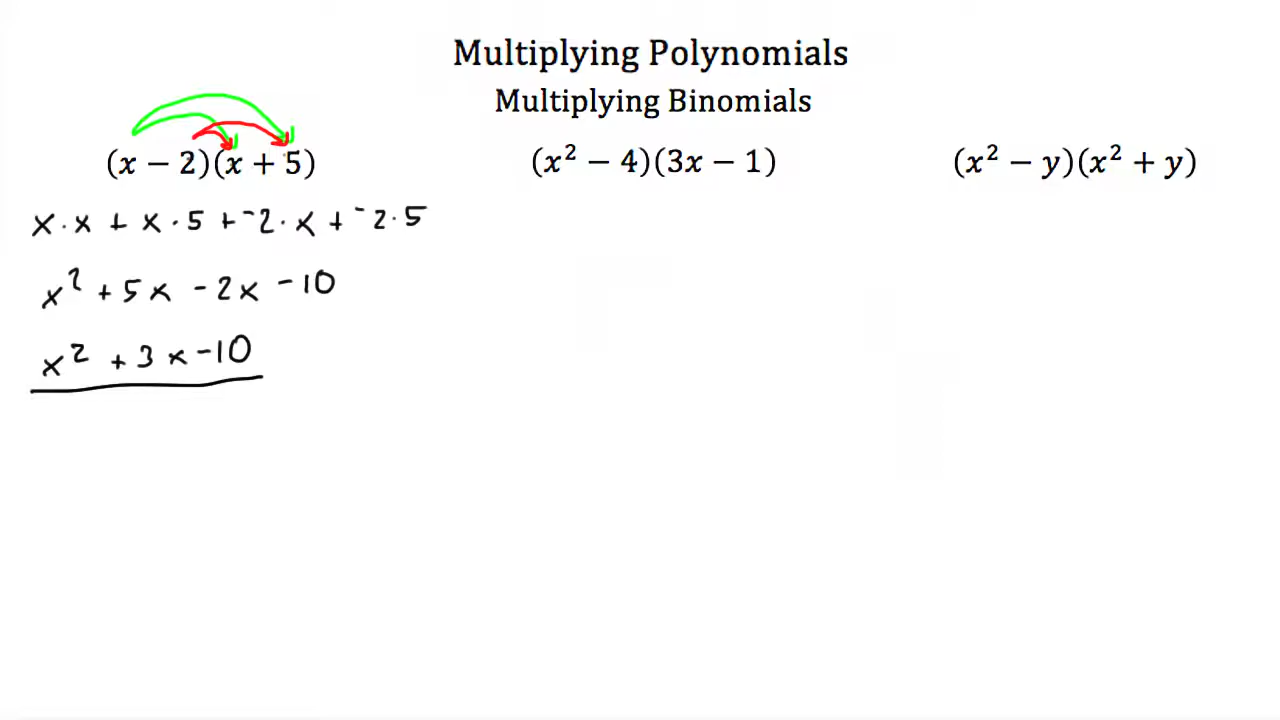 Multiplying Polynomials
Multiplying Binomials
(x − 2)(x + 5)
x · x + x · 5 + ⁻2 · x + ⁻2 · 5
x² + 5x − 2x − 10
x² + 3x − 10
(x² − 4)(3x − 1)
(x² − y)(x² + y)